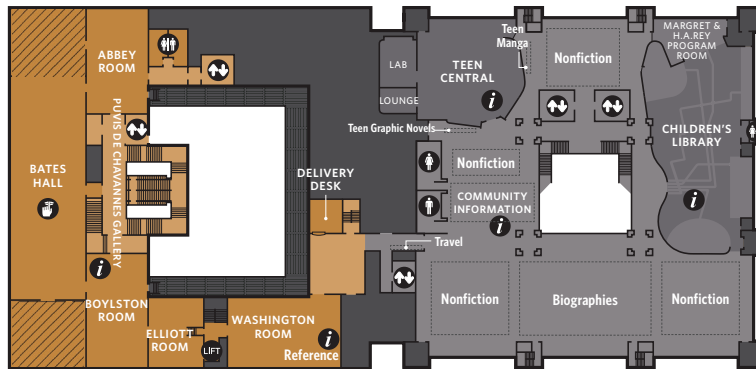 ABBEY
ROOM
PUVIS DE CHAVANNES GALLERY
BATES
HALL
BOYLSTON
ROOM
ELLIOTT
ROOM
LIFT
WASHINGTON
ROOM
i
Reference
i
DELIVERY
DESK
LAB
LOUNGE
TEEN
CENTRAL
i
Teen
Manga
Teen Graphic Novels
Nonfiction
MARGRET &
H.A.REY
PROGRAM
ROOM
CHILDREN'S
LIBRARY
i
Nonfiction
COMMUNITY
INFORMATION
i
Travel
Nonfiction
Biographies
Nonfiction